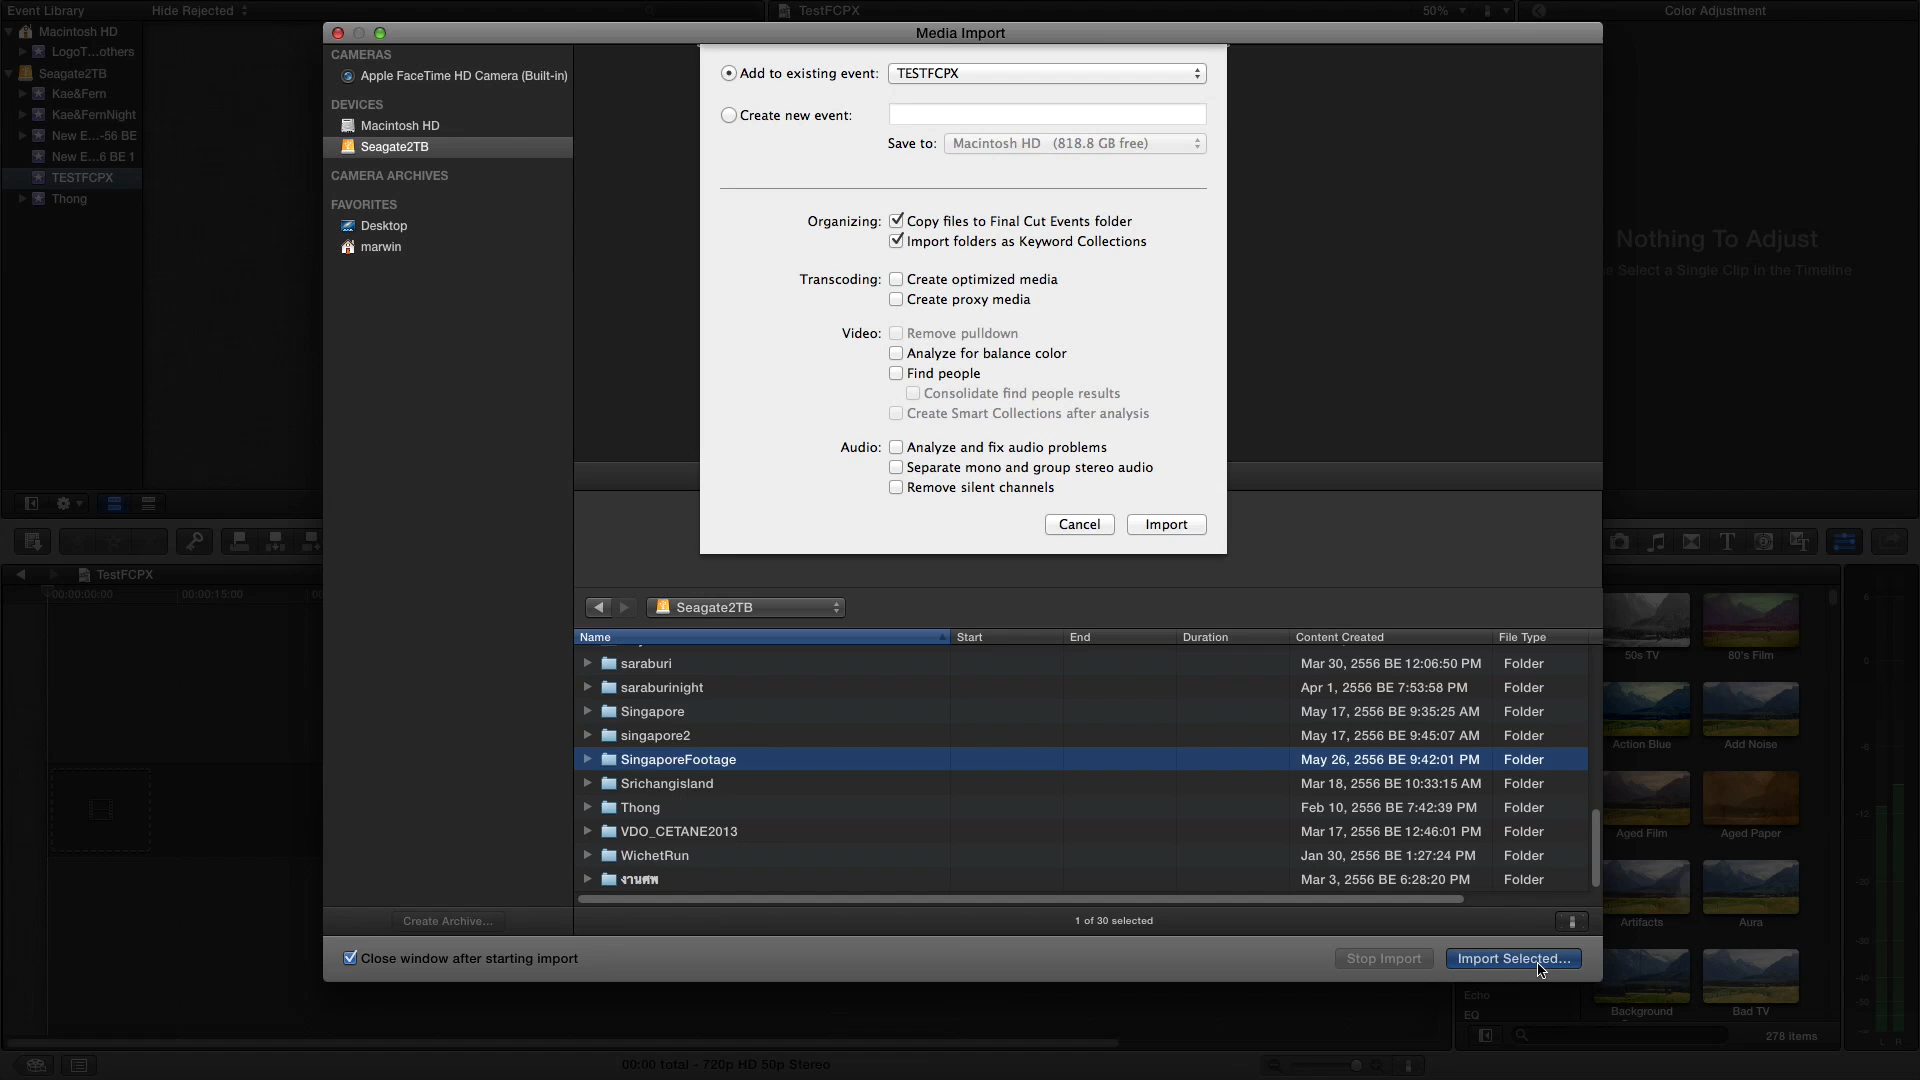 Event Library
Hide Rejected
TestFCPX
50%
Color Adjustment
Macintosh HD
LogoT...others
Seagate2TB
Kae&Fern
Kae&FernNight
New E...-56 BE
New E...6 BE 1
TESTFCPX
Thong
Media Import
CAMERAS
Apple FaceTime HD Camera (Built-in)
DEVICES
Macintosh HD
Seagate2TB
CAMERA ARCHIVES
FAVORITES
Desktop
marwin
Add to existing event: TESTFCPX
Create new event:
Save to: Macintosh HD (818.8 GB free)
Organizing: Copy files to Final Cut Events folder
Import folders as Keyword Collections
Transcoding: Create optimized media
Create proxy media
Video: Remove pulldown
Analyze for balance color
Find people
Consolidate find people results
Create Smart Collections after analysis
Audio: Analyze and fix audio problems
Separate mono and group stereo audio
Remove silent channels
Cancel Import
Nothing To Adjust
Select a Single Clip in the Timeline
Seagate2TB
Name Start End Duration Content Created File Type
saraburi Mar 30, 2556 BE 12:06:50 PM Folder
saraburinight Apr 1, 2556 BE 7:53:58 PM Folder
Singapore May 17, 2556 BE 9:35:25 AM Folder
singapore2 May 17, 2556 BE 9:45:07 AM Folder
SingaporeFootage May 26, 2556 BE 9:42:01 PM Folder
Srichangisland Mar 18, 2556 BE 10:33:15 AM Folder
Thong Feb 10, 2556 BE 7:42:39 PM Folder
VDO_CETANE2013 Mar 17, 2556 BE 12:46:01 PM Folder
WichetRun Jan 30, 2556 BE 1:27:24 PM Folder
งานศพ Mar 3, 2556 BE 6:28:20 PM Folder
Create Archive...
1 of 30 selected
Close window after starting import
Stop Import
Import Selected...
TestFCPX
00:00:00:00
00:00:15:00
50s TV
80's Film
Action Blue
Add Noise
Aged Film
Aged Paper
Artifacts
Aura
Background
Bad TV
Echo
EQ
278 items
00:00 total - 720p HD 50p Stereo
6
0
-6
-12
-20
-30
-40
-50
L R